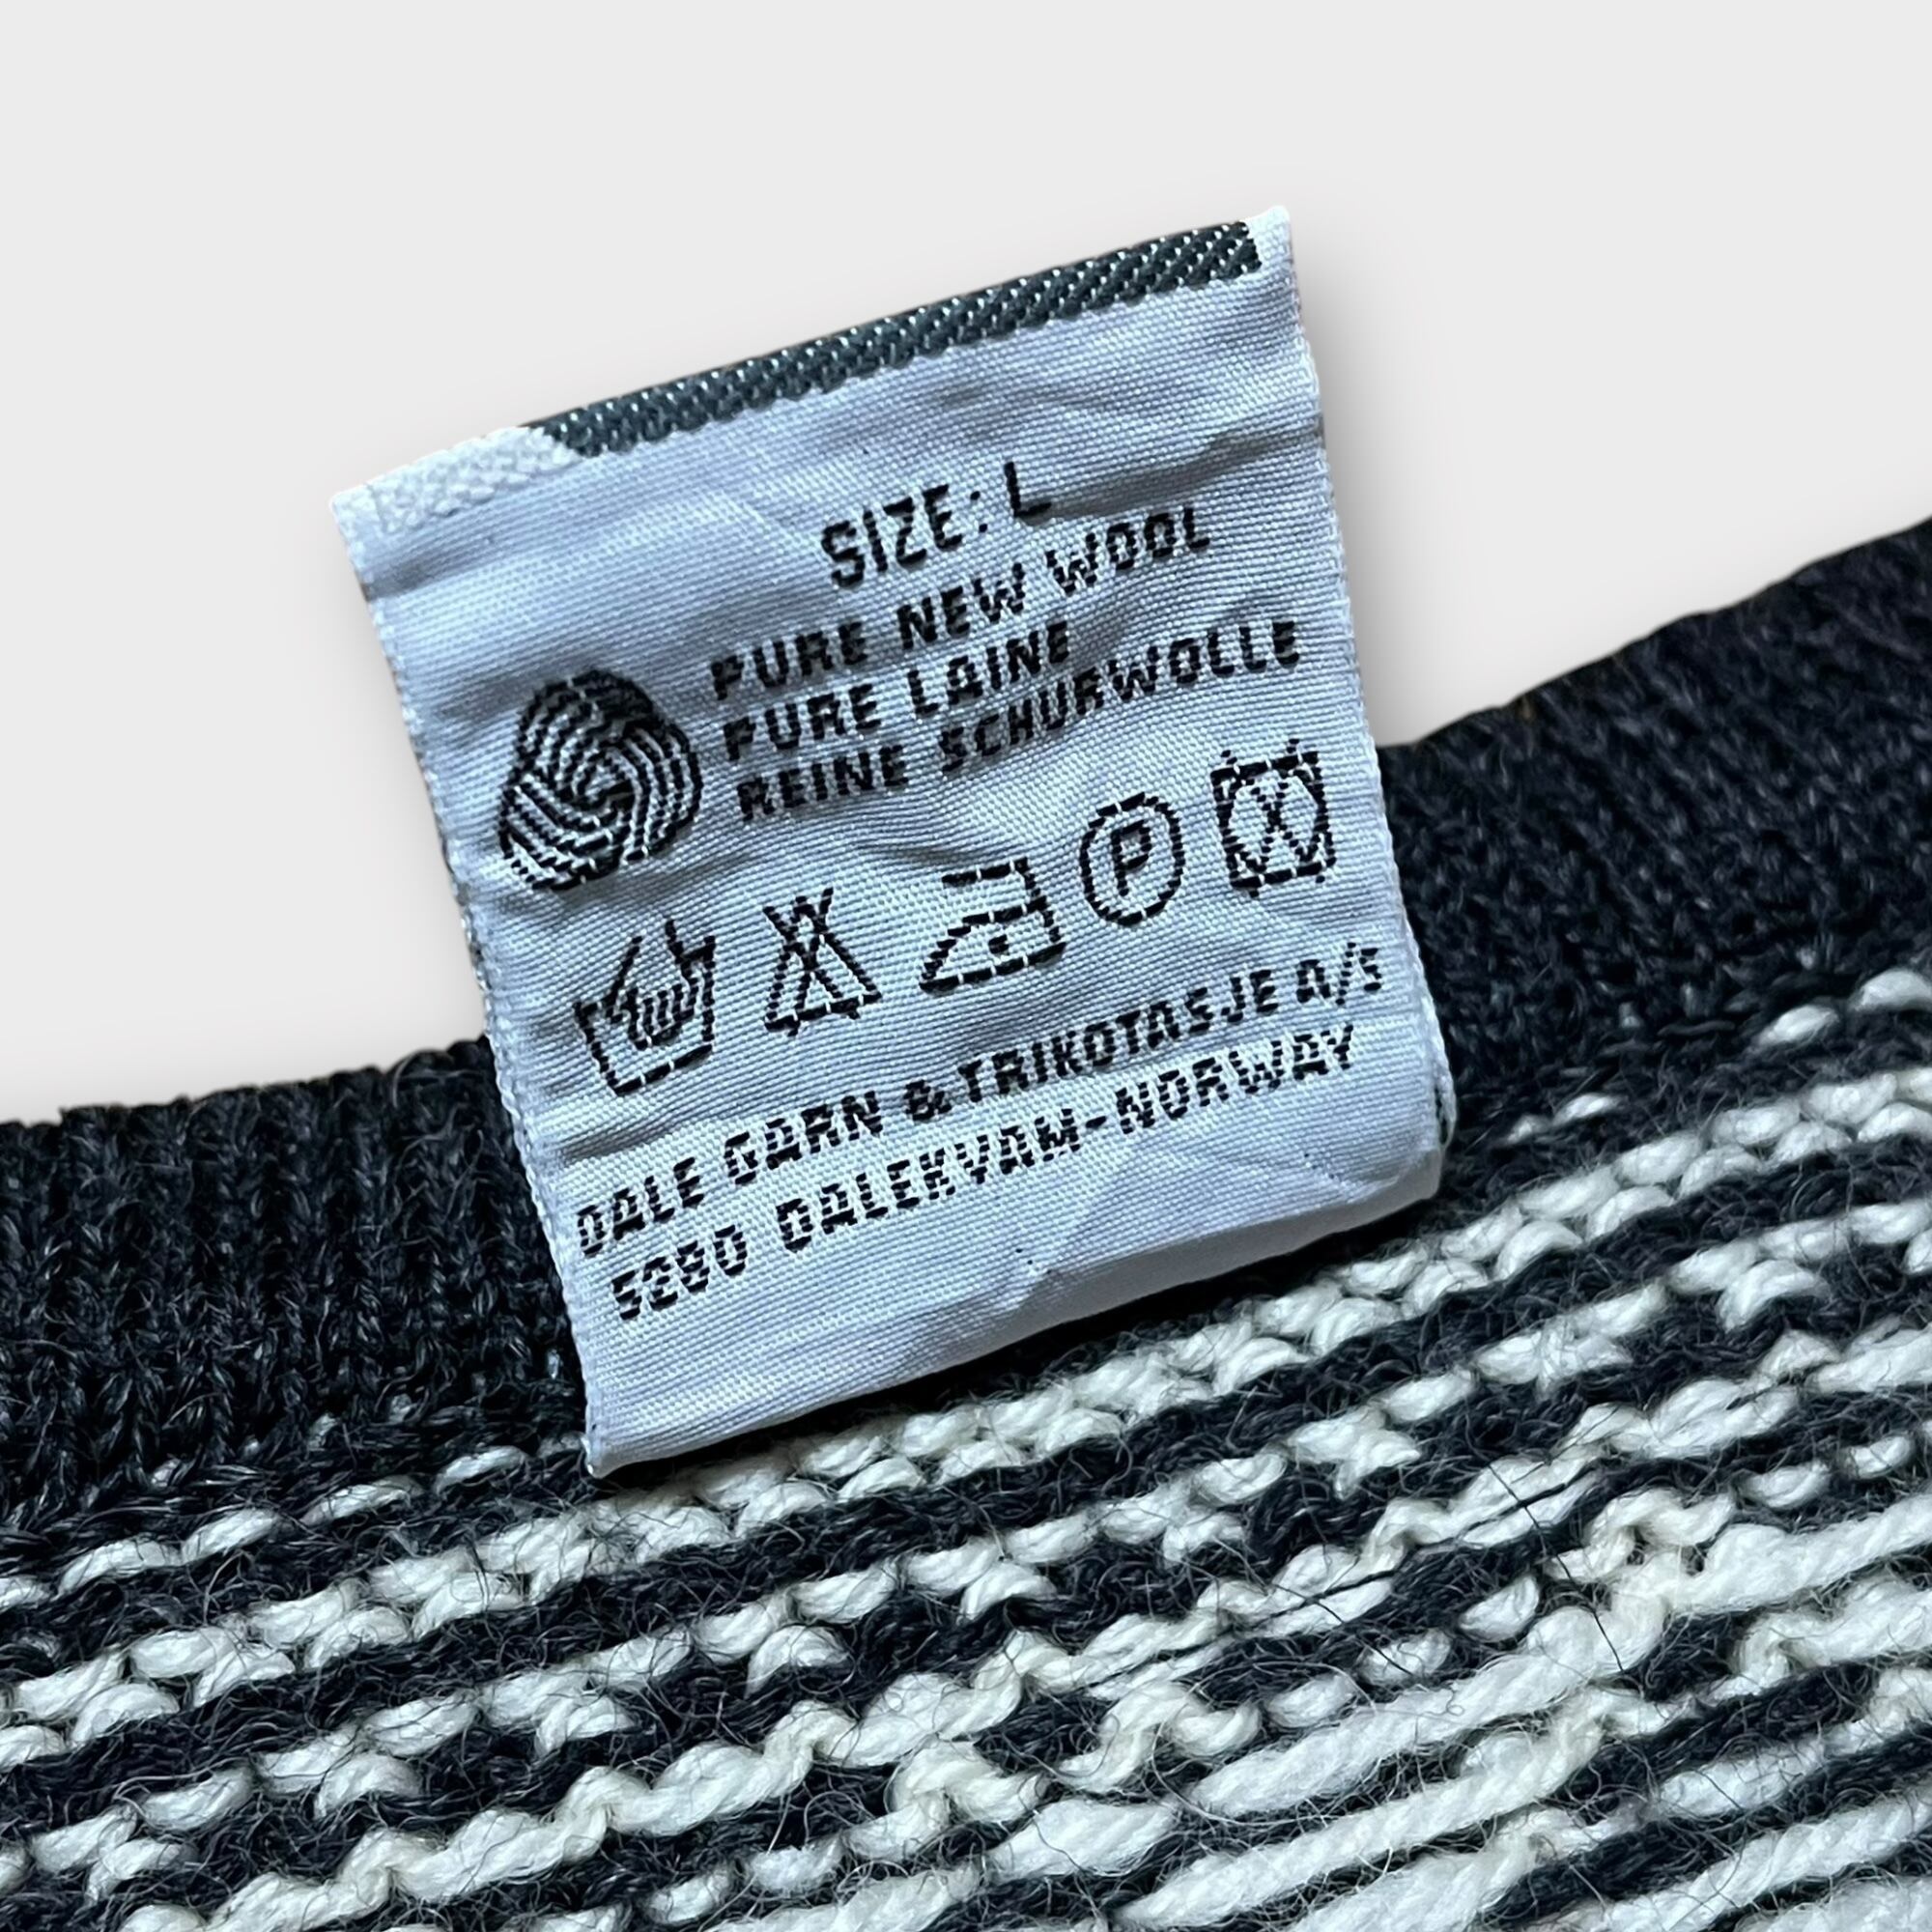 SIZE: L
PURE NEW WOOL
PURE LAINE
REINE SCHURWOLLE
P
DALE GARN & TRIKOTASJE A/S
5280 DALEKVAM-NORWAY